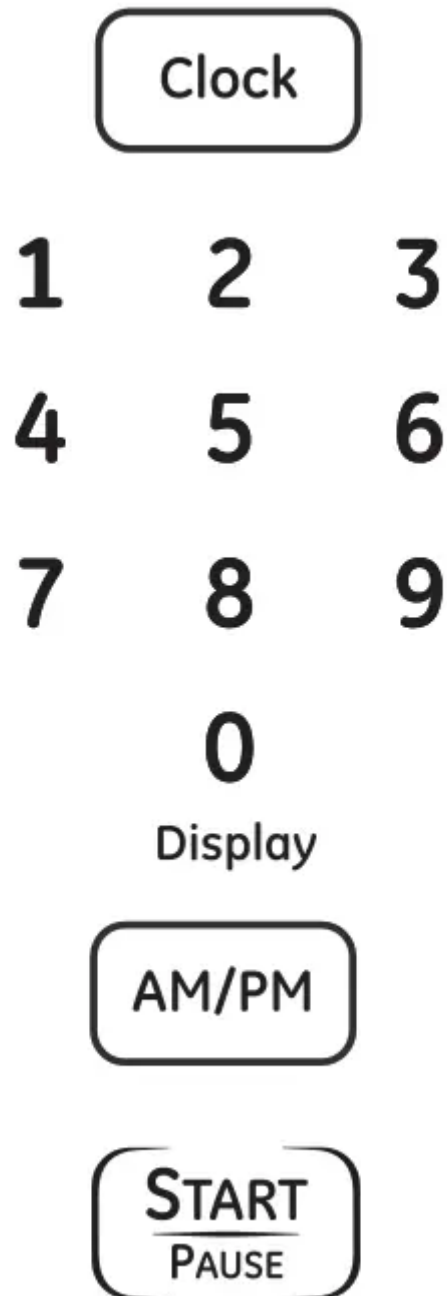 Clock
1 2 3
4 5 6
7 8 9
0
Display
AM/PM
START
PAUSE